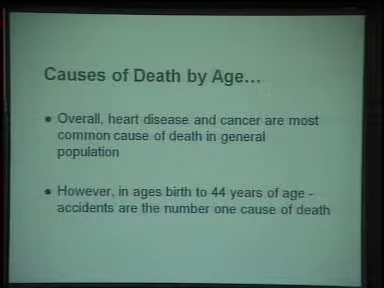 Causes of Death by Age...
• Overall, heart disease and cancer are most
common cause of death in general
population
• However, in ages birth to 44 years of age -
accidents are the number one cause of death